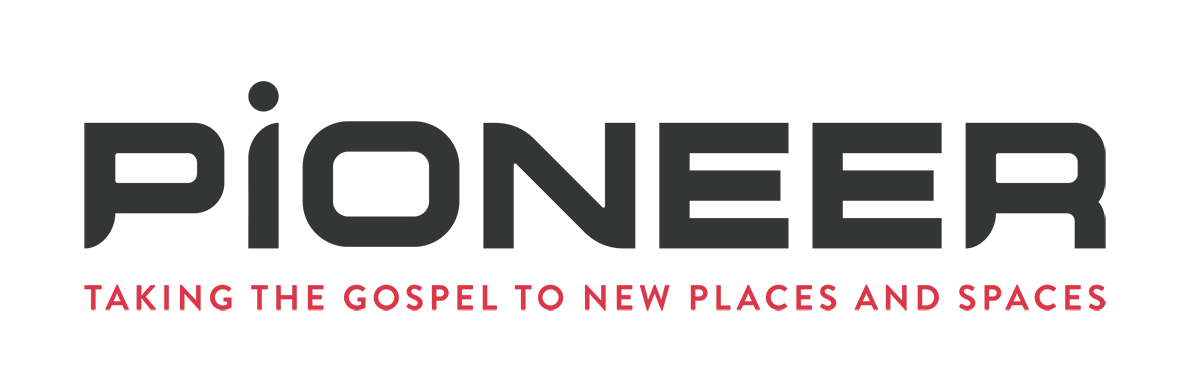 PiONEER
TAKING THE GOSPEL TO NEW PLACES AND SPACES